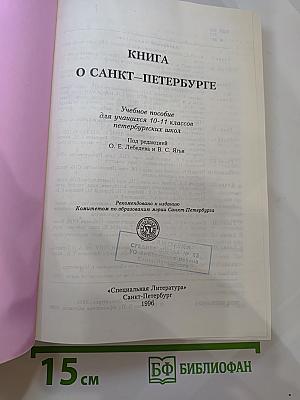 КНИГА
О САНКТ-ПЕТЕРБУРГЕ
Учебное пособие
для учащихся 10-11 классов
петербургских школ
Под редакцией
О. Е. Лебедева и В. С. Ягья
Рекомендовано к изданию
Комитетом по образованию мэрии Санкт-Петербурга
«Специальная Литература»
Санкт-Петербург
1996
15 см
БФ БИБЛИОФАН